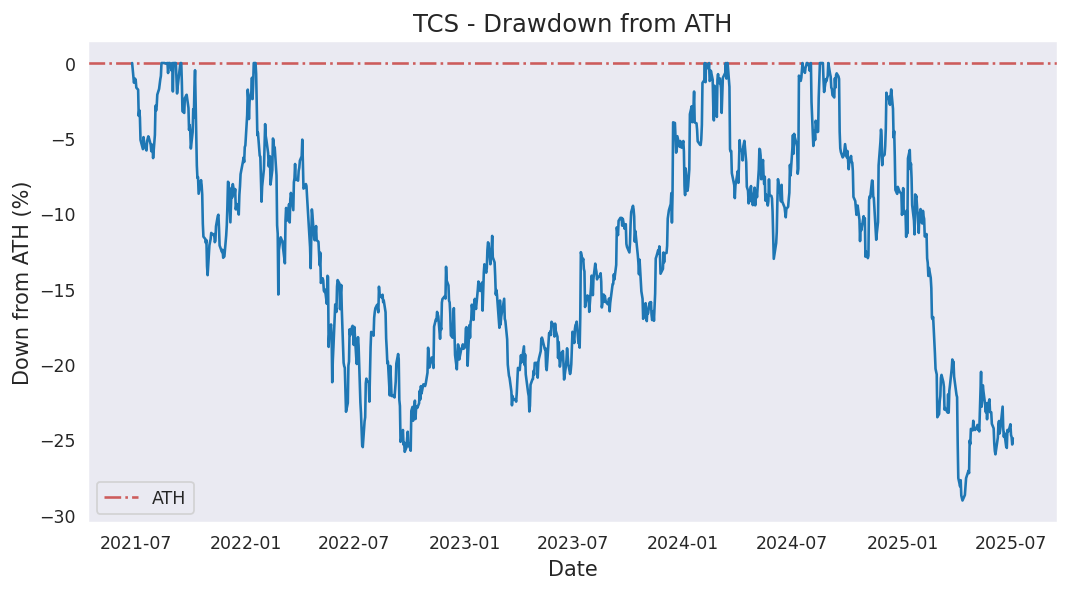 TCS - Drawdown from ATH
Down from ATH (%)
0
−5
−10
−15
−20
−25
−30
ATH
2021-07 2022-01 2022-07 2023-01 2023-07 2024-01 2024-07 2025-01 2025-07
Date